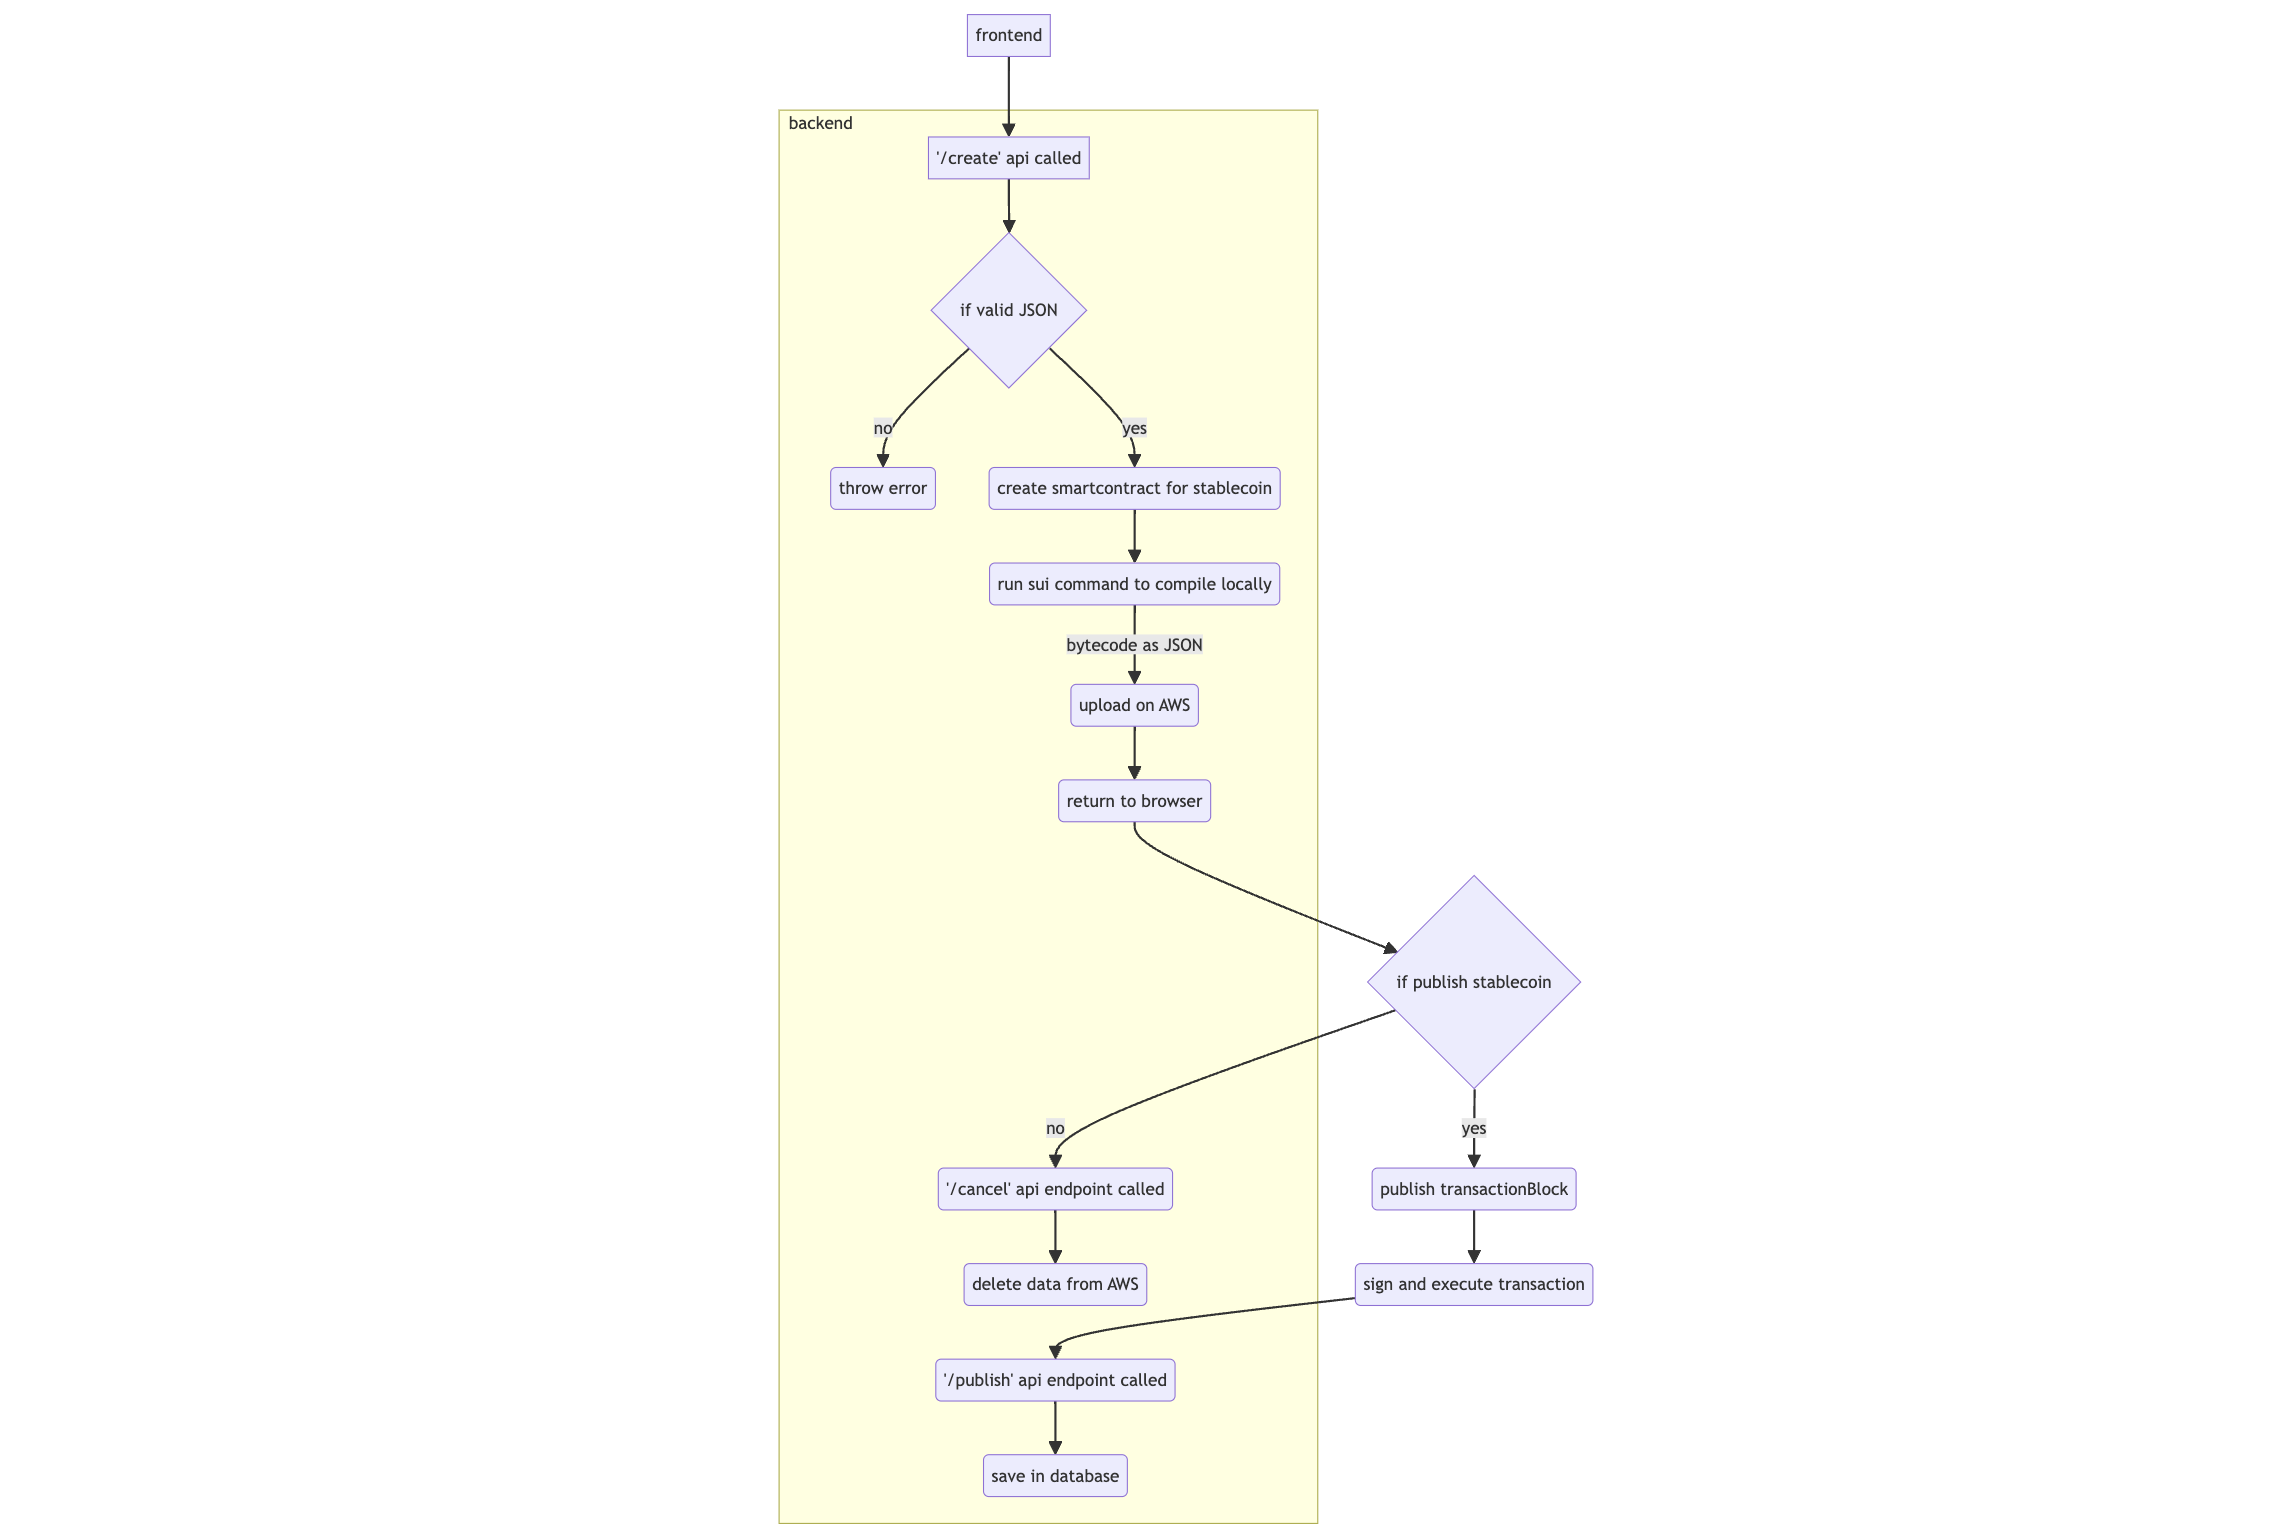 frontend
backend
'/create' api called
if valid JSON
no
yes
throw error
create smartcontract for stablecoin
run sui command to compile locally
bytecode as JSON
upload on AWS
return to browser
if publish stablecoin
no
yes
'/cancel' api endpoint called
publish transactionBlock
delete data from AWS
sign and execute transaction
'/publish' api endpoint called
save in database